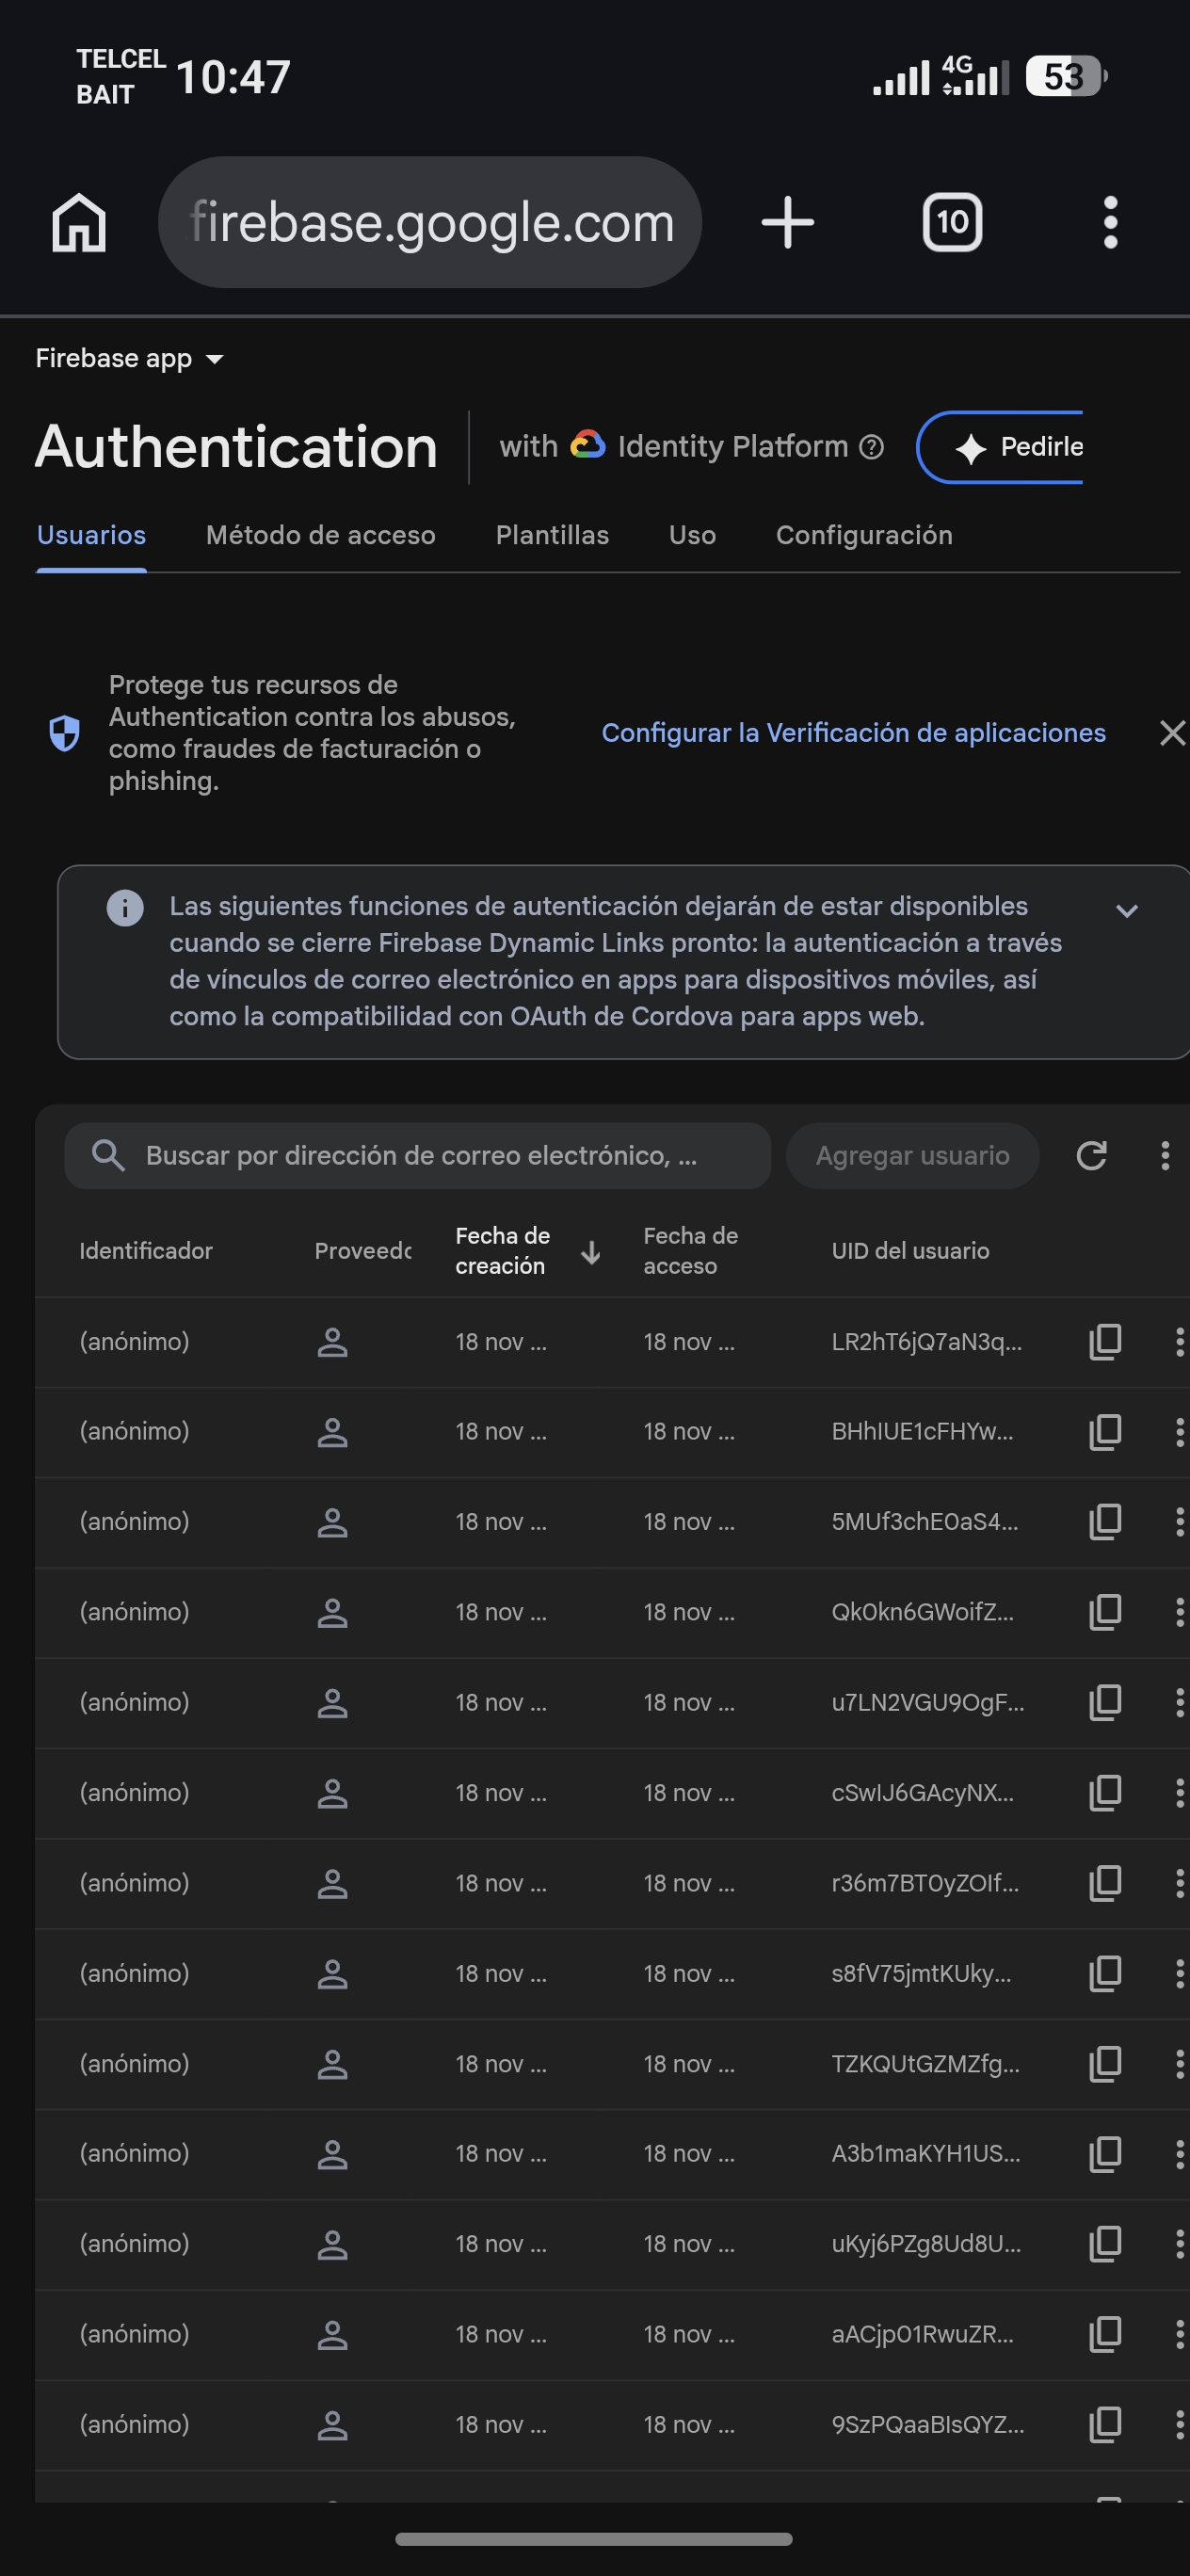 TELCEL
BAIT
10:47
4G
53
firebase.google.com
10
Firebase app
Authentication
with Identity Platform
Pedirle
Usuarios Método de acceso Plantillas Uso Configuración
Protege tus recursos de
Authentication contra los abusos,
como fraudes de facturación o
phishing.
Configurar la Verificación de aplicaciones
Las siguientes funciones de autenticación dejarán de estar disponibles
cuando se cierre Firebase Dynamic Links pronto: la autenticación a través
de vínculos de correo electrónico en apps para dispositivos móviles, así
como la compatibilidad con OAuth de Cordova para apps web.
Buscar por dirección de correo electrónico, ...
Agregar usuario
Identificador
Proveedo
Fecha de
creación
Fecha de
acceso
UID del usuario
(anónimo) 18 nov ... 18 nov ... LR2hT6jQ7aN3q...
(anónimo) 18 nov ... 18 nov ... BHhIUE1cFHYw...
(anónimo) 18 nov ... 18 nov ... 5MUf3chE0aS4...
(anónimo) 18 nov ... 18 nov ... Qk0kn6GWoifZ...
(anónimo) 18 nov ... 18 nov ... u7LN2VGU9OgF...
(anónimo) 18 nov ... 18 nov ... cSwIJ6GAcyNX...
(anónimo) 18 nov ... 18 nov ... r36m7BT0yZOIf...
(anónimo) 18 nov ... 18 nov ... s8fV75jmtKUky...
(anónimo) 18 nov ... 18 nov ... TZKQUtGZMZfg...
(anónimo) 18 nov ... 18 nov ... A3b1maKYH1US...
(anónimo) 18 nov ... 18 nov ... uKyj6PZg8Ud8U...
(anónimo) 18 nov ... 18 nov ... aACjp01RwuZR...
(anónimo) 18 nov ... 18 nov ... 9SzPQaaBIsQYZ...